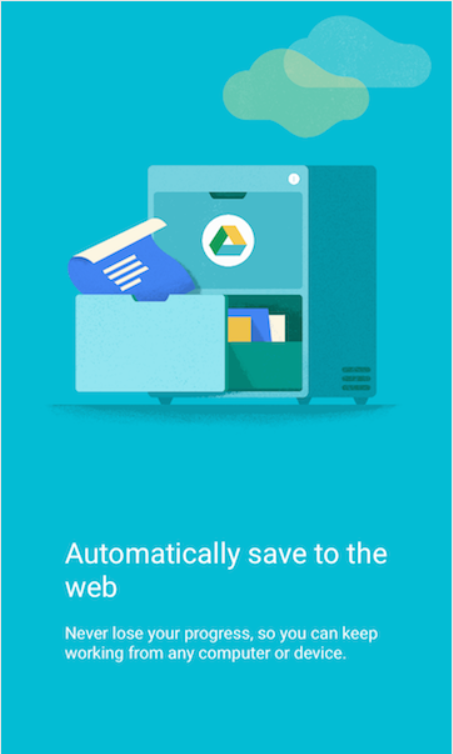 Automatically save to the
web
Never lose your progress, so you can keep
working from any computer or device.